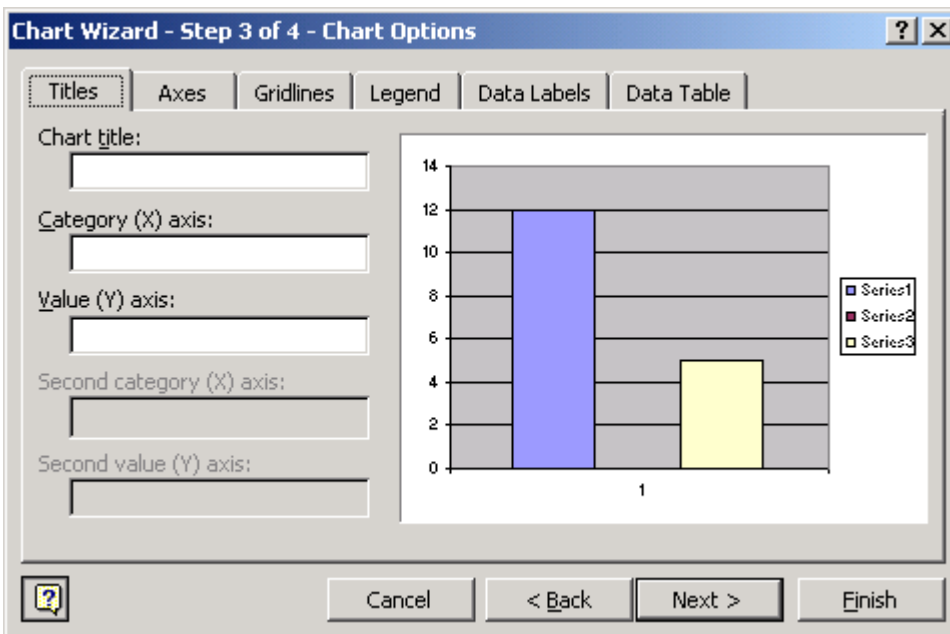 Chart Wizard - Step 3 of 4 - Chart Options
? X
Titles Axes Gridlines Legend Data Labels Data Table
Chart title:
Category (X) axis:
Value (Y) axis:
Second category (X) axis:
Second value (Y) axis:
14
12
10
8
6
4
2
0
1
Series1
Series2
Series3
? Cancel < Back Next > Finish